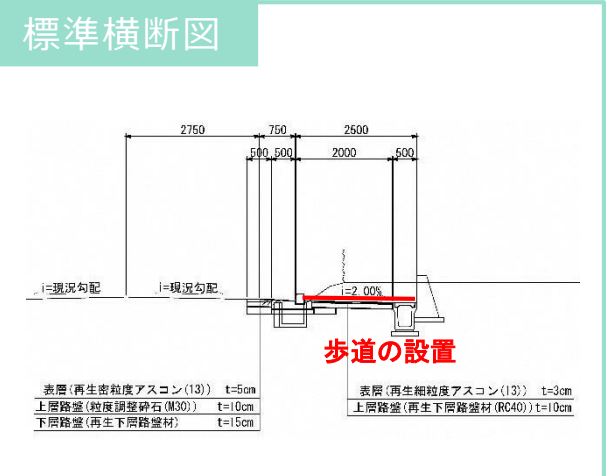 標準横断図
2750 750 2500
500 500 2000 500
i=現況勾配 i=現況勾配 i=2.00%
歩道の設置
表層(再生密粒度アスコン(13)) t=5cm
上層路盤(粒度調整砕石(M30)) t=10cm
下層路盤(再生下層路盤材) t=15cm
表層(再生細粒度アスコン(13)) t=3cm
上層路盤(再生下層路盤材(RC40)) t=10cm